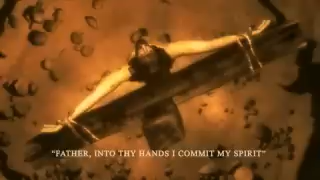 “FATHER, INTO THY HANDS I COMMIT MY SPIRIT”